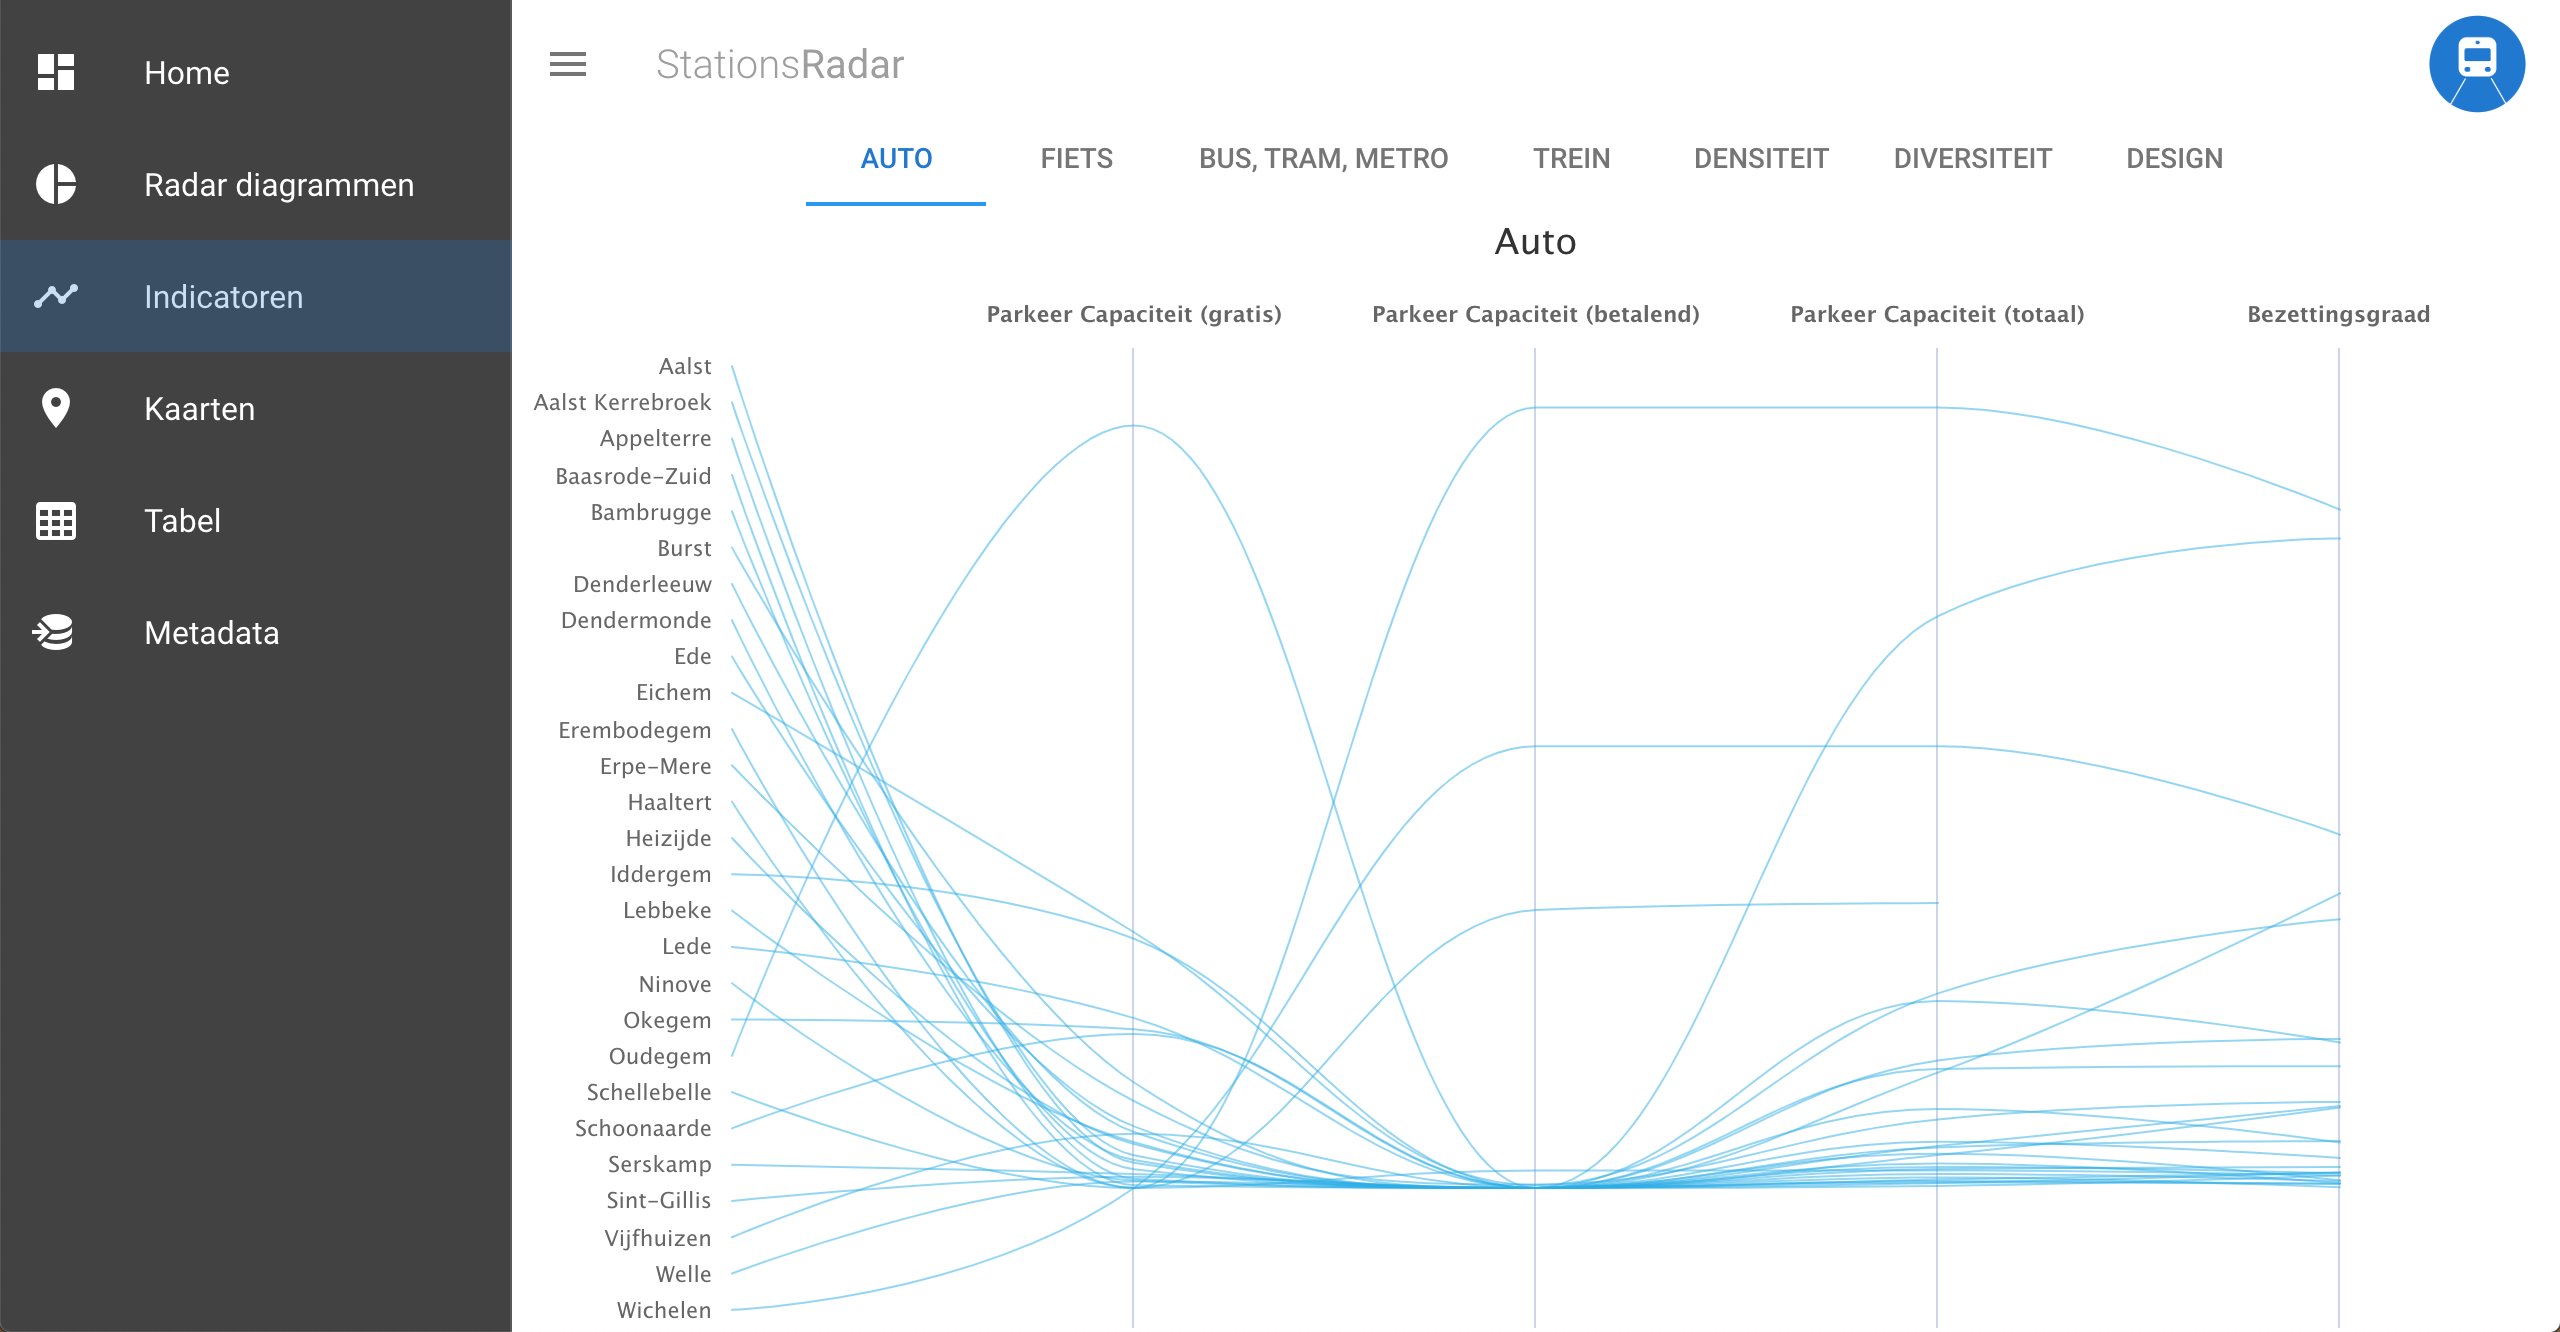 Home
Radar diagrammen
Indicatoren
Kaarten
Tabel
Metadata
StationsRadar
AUTO FIETS BUS, TRAM, METRO TREIN DENSITEIT DIVERSITEIT DESIGN
Auto
Parkeer Capaciteit (gratis) Parkeer Capaciteit (betalend) Parkeer Capaciteit (totaal) Bezettingsgraad
Aalst
Aalst Kerrebroek
Appelterre
Baasrode-Zuid
Bambrugge
Burst
Denderleeuw
Dendermonde
Ede
Eichem
Erembodegem
Erpe-Mere
Haaltert
Heizijde
Iddergem
Lebbeke
Lede
Ninove
Okegem
Oudegem
Schellebelle
Schoonaarde
Serskamp
Sint-Gillis
Vijfhuizen
Welle
Wichelen